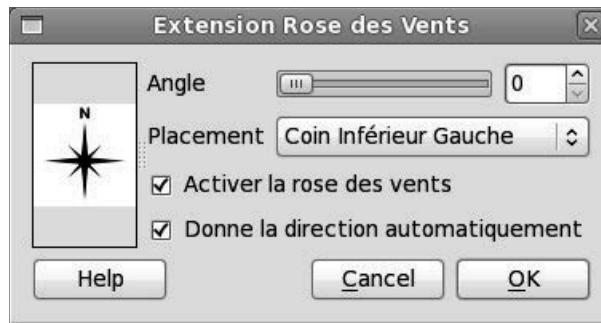 Extension Rose des Vents
N
Angle 0
Placement Coin Inférieur Gauche
Activer la rose des vents
Donne la direction automatiquement
Help Cancel OK